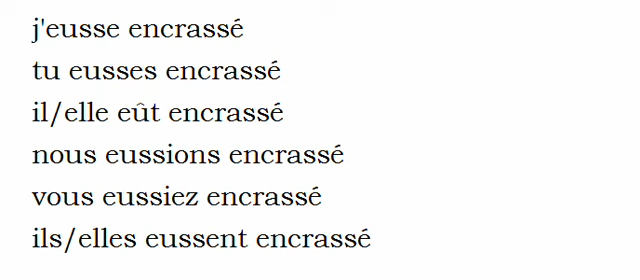 j'eusse encrassé
tu eusses encrassé
il/elle eût encrassé
nous eussions encrassé
vous eussiez encrassé
ils/elles eussent encrassé